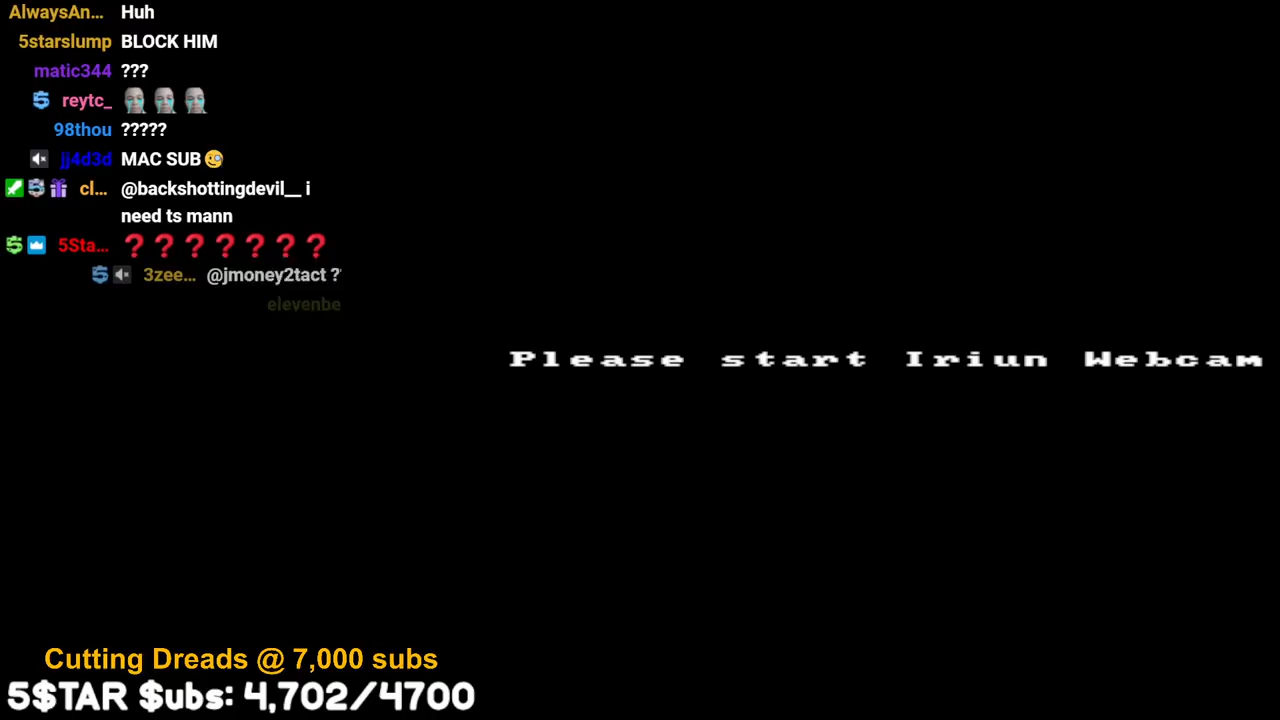 AlwaysAn... Huh
5starslump BLOCK HIM
matic344 ???
reytc_
98thou ?????
jj4d3d MAC SUB
cl... @backshottingdevil__ i
need ts mann
5Sta... ❓❓❓❓❓❓❓
3zee... @jmoney2tact ?
elevenbe
Please start Iriun Webcam
Cutting Dreads @ 7,000 subs
5$TAR $ubs: 4,702/4700